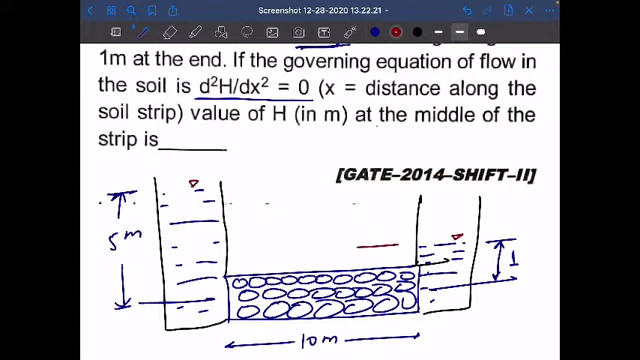 Screenshot 12-28-2020 13.22.21
1m at the end. If the governing equation of flow in
the soil is d²H/dx² = 0 (x = distance along the
soil strip) value of H (in m) at the middle of the
strip is
[GATE–2014–SHIFT–II]
5m
1
10m